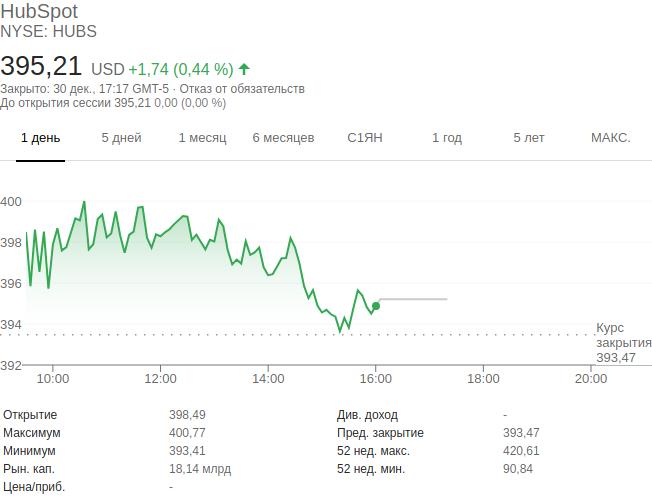 HubSpot
NYSE: HUBS
395,21 USD +1,74 (0,44 %)
Закрыто: 30 дек., 17:17 GMT-5 · Отказ от обязательств
До открытия сессии 395,21 0,00 (0,00 %)
1 день 5 дней 1 месяц 6 месяцев С1ЯН 1 год 5 лет МАКС.
400
398
396
394
392
Курс
закрытия
393,47
10:00 12:00 14:00 16:00 18:00 20:00
Открытие 398,49 Див. доход -
Максимум 400,77 Пред. закрытие 393,47
Минимум 393,41 52 нед. макс. 420,61
Рын. кап. 18,14 млрд 52 нед. мин. 90,84
Цена/приб. -